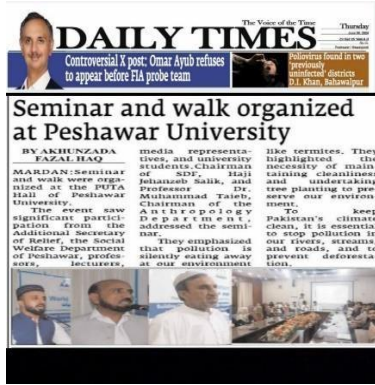 The Voice of the Time
DAILY TIMES
Thursday
Controversial X post: Omar Ayub refuses
to appear before FIA probe team
Poliovirus found in two
'previously
uninfected' districts
D.I. Khan, Bahawalpur
Seminar and walk organized
at Peshawar University
BY AKHUNZADA
FAZAL HAQ
MARDAN: Seminar
and walk were orga-
nized at the PUTA
Hall of Peshawar
University.
The event saw
significant partici-
pation from the
Additional Secretary
of Relief, the Social
Welfare Department
of Peshawar, profes-
sors, lecturers,
media representa-
tives, and university
students. Chairman
of SDF, Haji
Jehanzeb Salik, and
Professor Dr.
Muhammad Taieb,
Chairman of the
Anthropology
Department,
addressed the semi-
nar.
They emphasized
that pollution is
silently eating away
at our environment
like termites. They
highlighted the
necessity of main-
taining cleanliness
and undertaking
tree planting to pre-
serve our environ-
ment.
To keep
Pakistan's climate
clean, it is essential
to stop pollution in
our rivers, streams
and roads, and to
prevent deforesta-
tion.